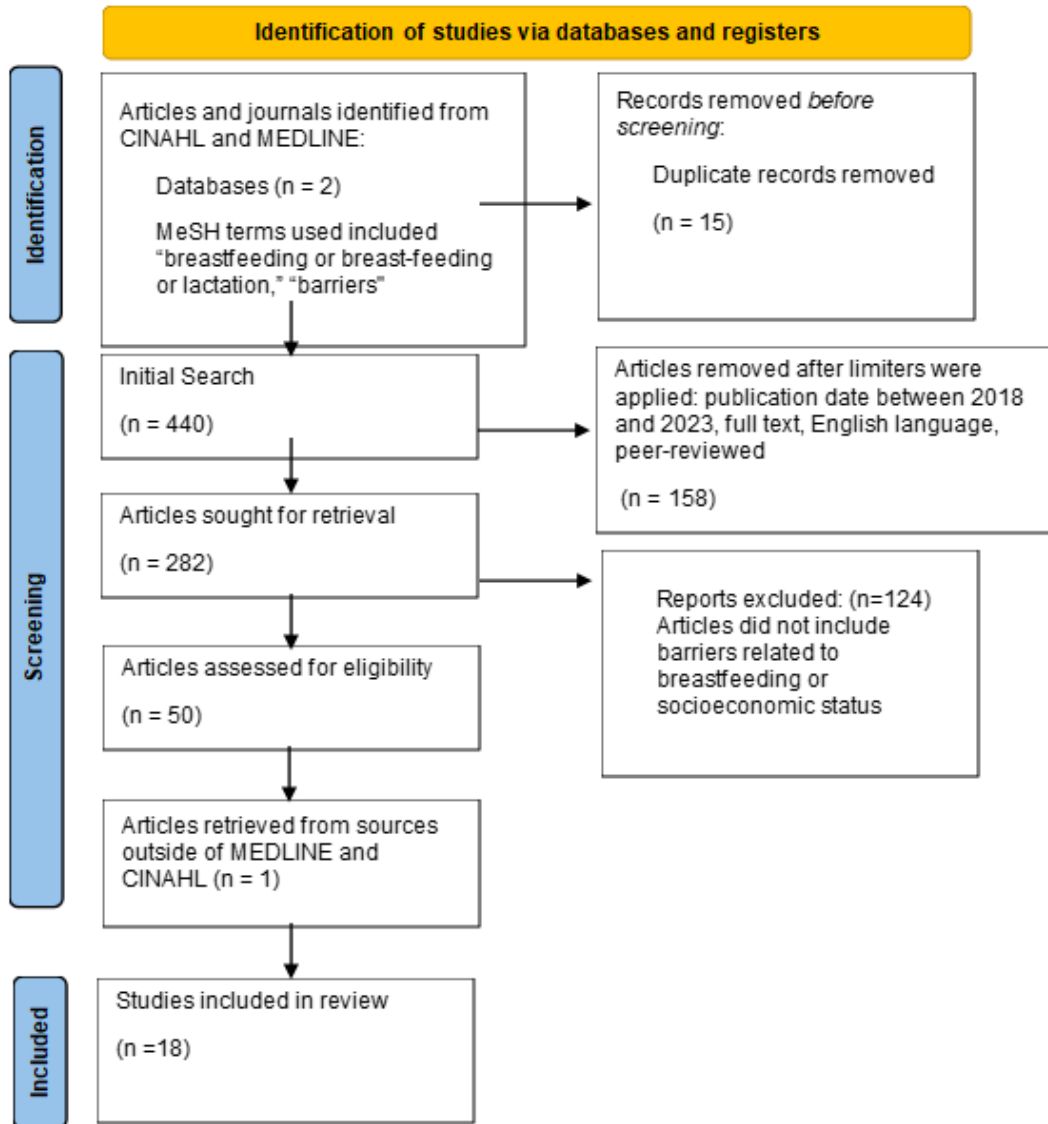 Identification of studies via databases and registers
Identification
Articles and journals identified from
CINAHL and MEDLINE:
Databases (n = 2)
MeSH terms used included
“breastfeeding or breast-feeding
or lactation,” “barriers”
Records removed before
screening:
Duplicate records removed
(n = 15)
Screening
Initial Search
(n = 440)
Articles removed after limiters were
applied: publication date between 2018
and 2023, full text, English language,
peer-reviewed
(n = 158)
Articles sought for retrieval
(n = 282)
Reports excluded: (n=124)
Articles did not include
barriers related to
breastfeeding or
socioeconomic status
Articles assessed for eligibility
(n = 50)
Articles retrieved from sources
outside of MEDLINE and
CINAHL (n = 1)
Included
Studies included in review
(n =18)